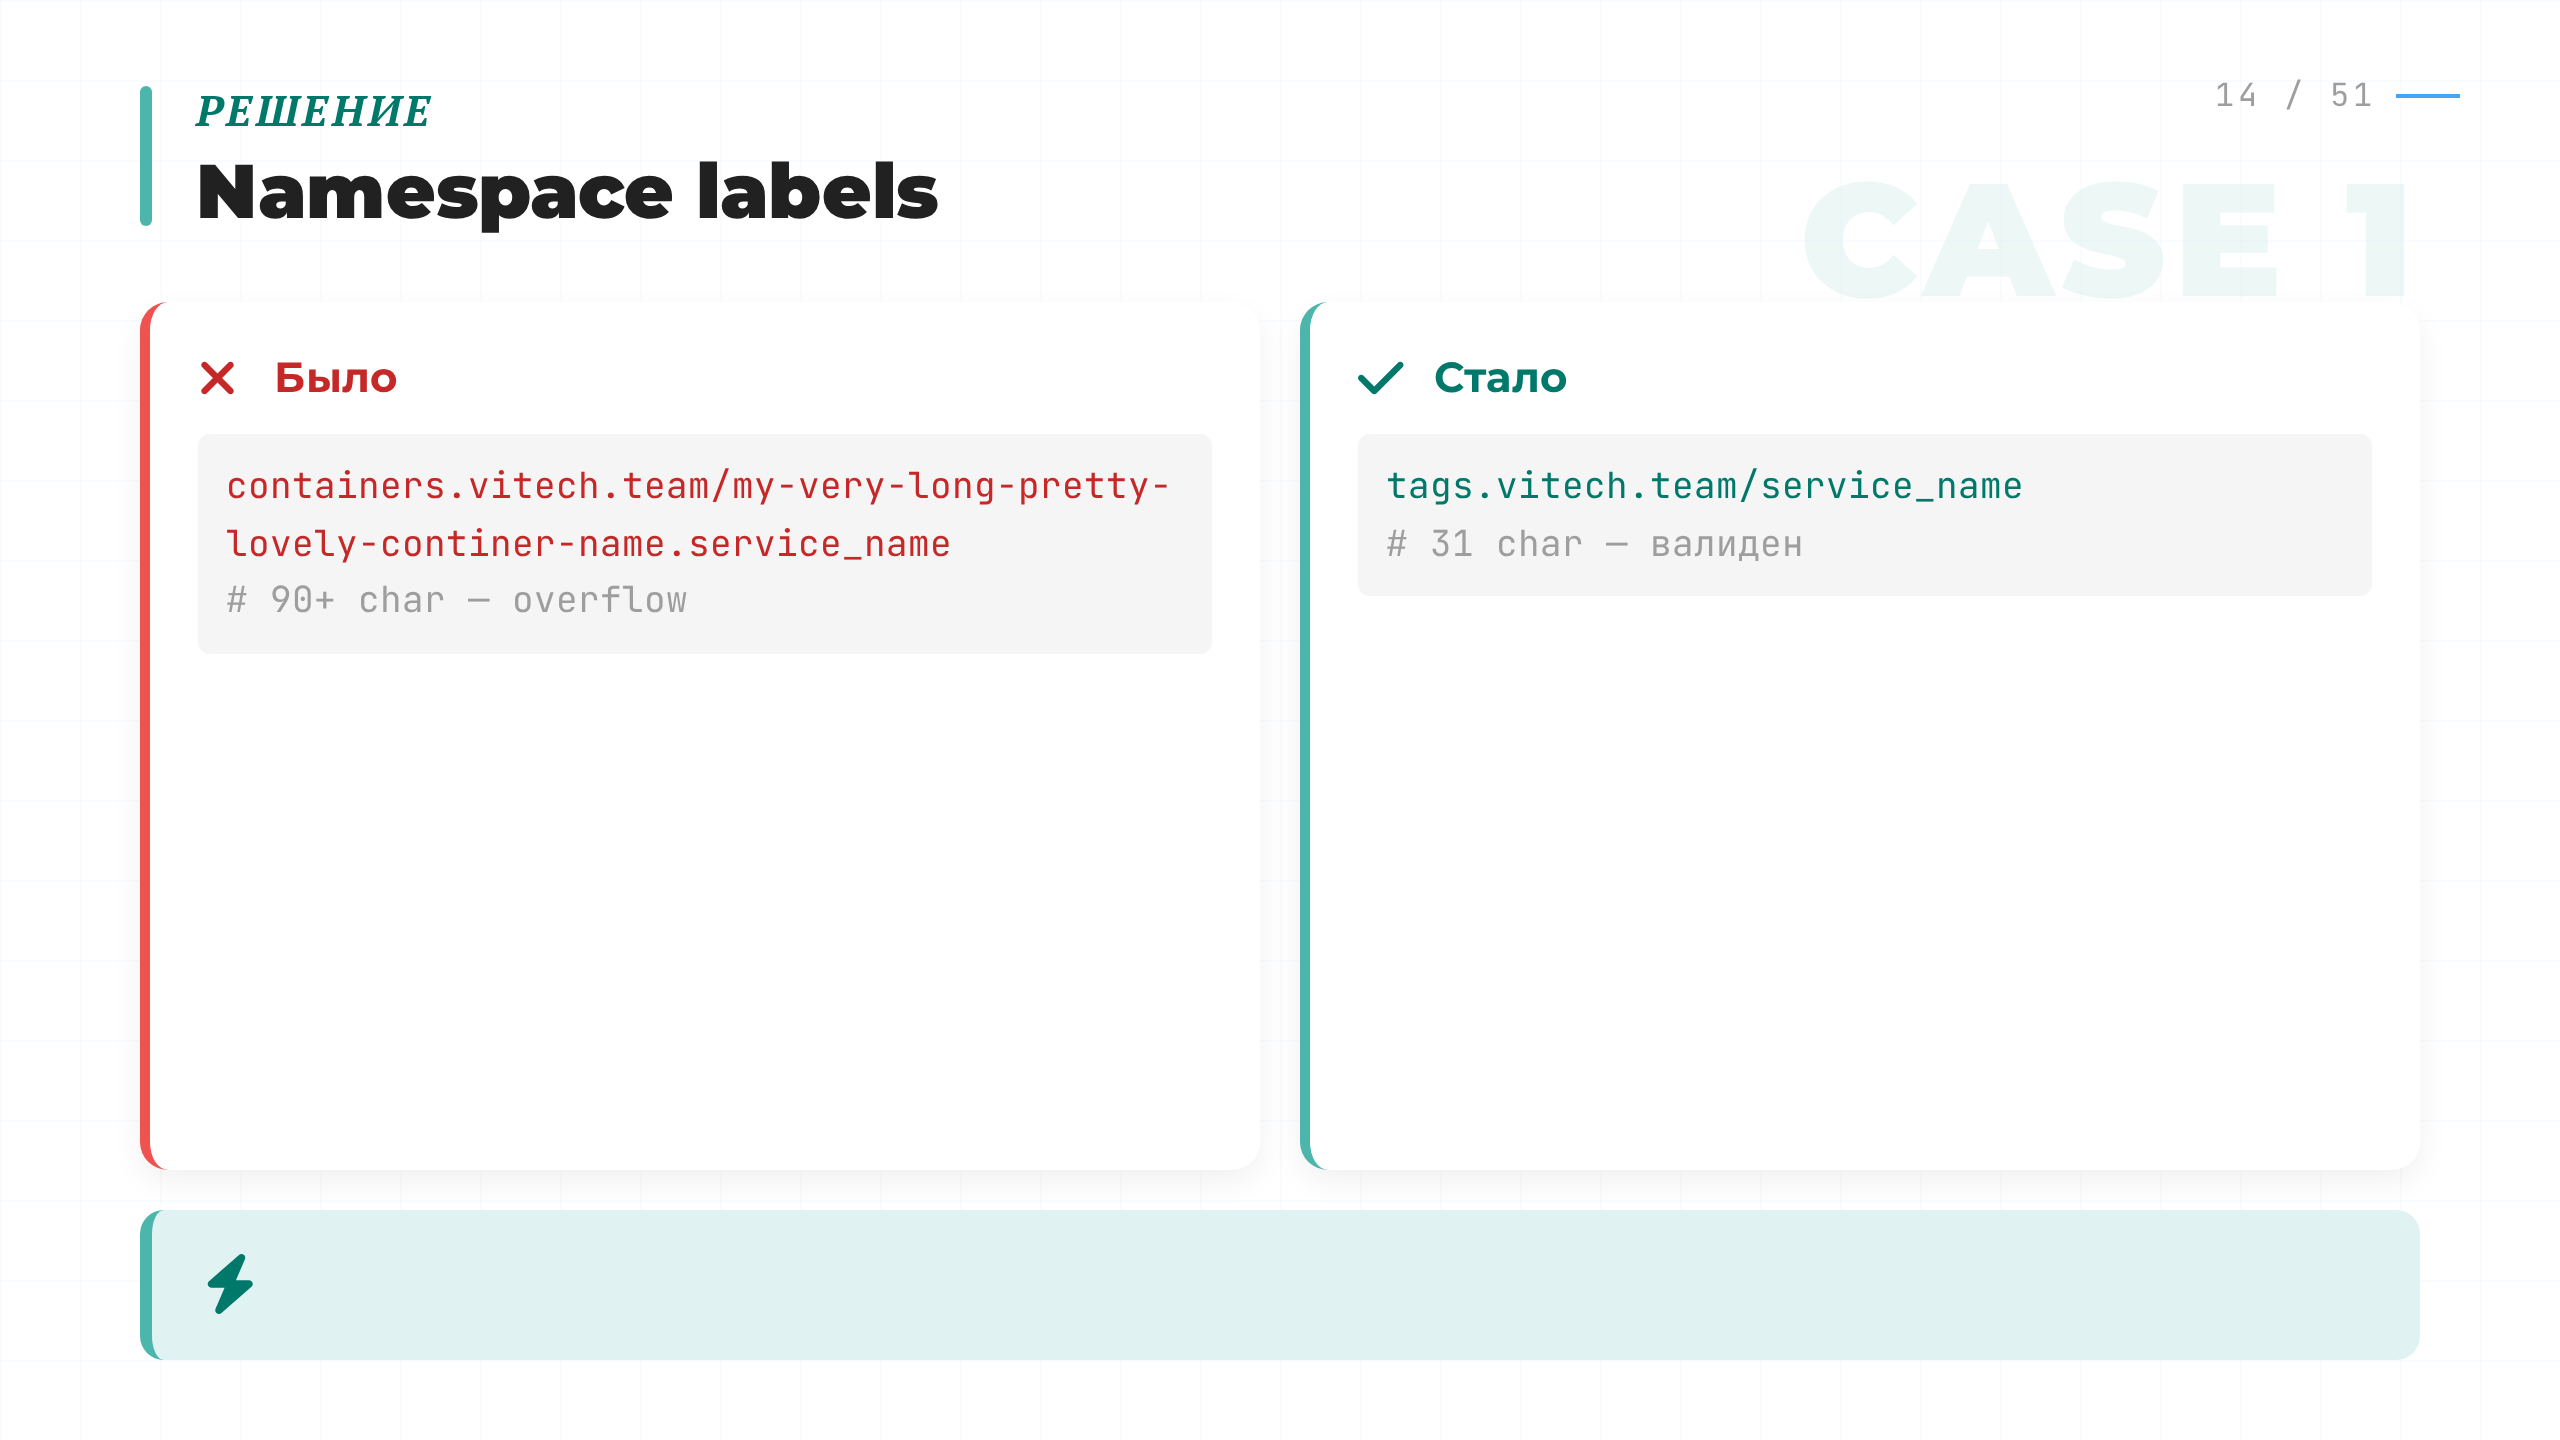 РЕШЕНИЕ
Namespace labels
14 / 51
CASE 1
Было
containers.vitech.team/my-very-long-pretty-
lovely-continer-name.service_name
# 90+ char — overflow
Стало
tags.vitech.team/service_name
# 31 char — валиден